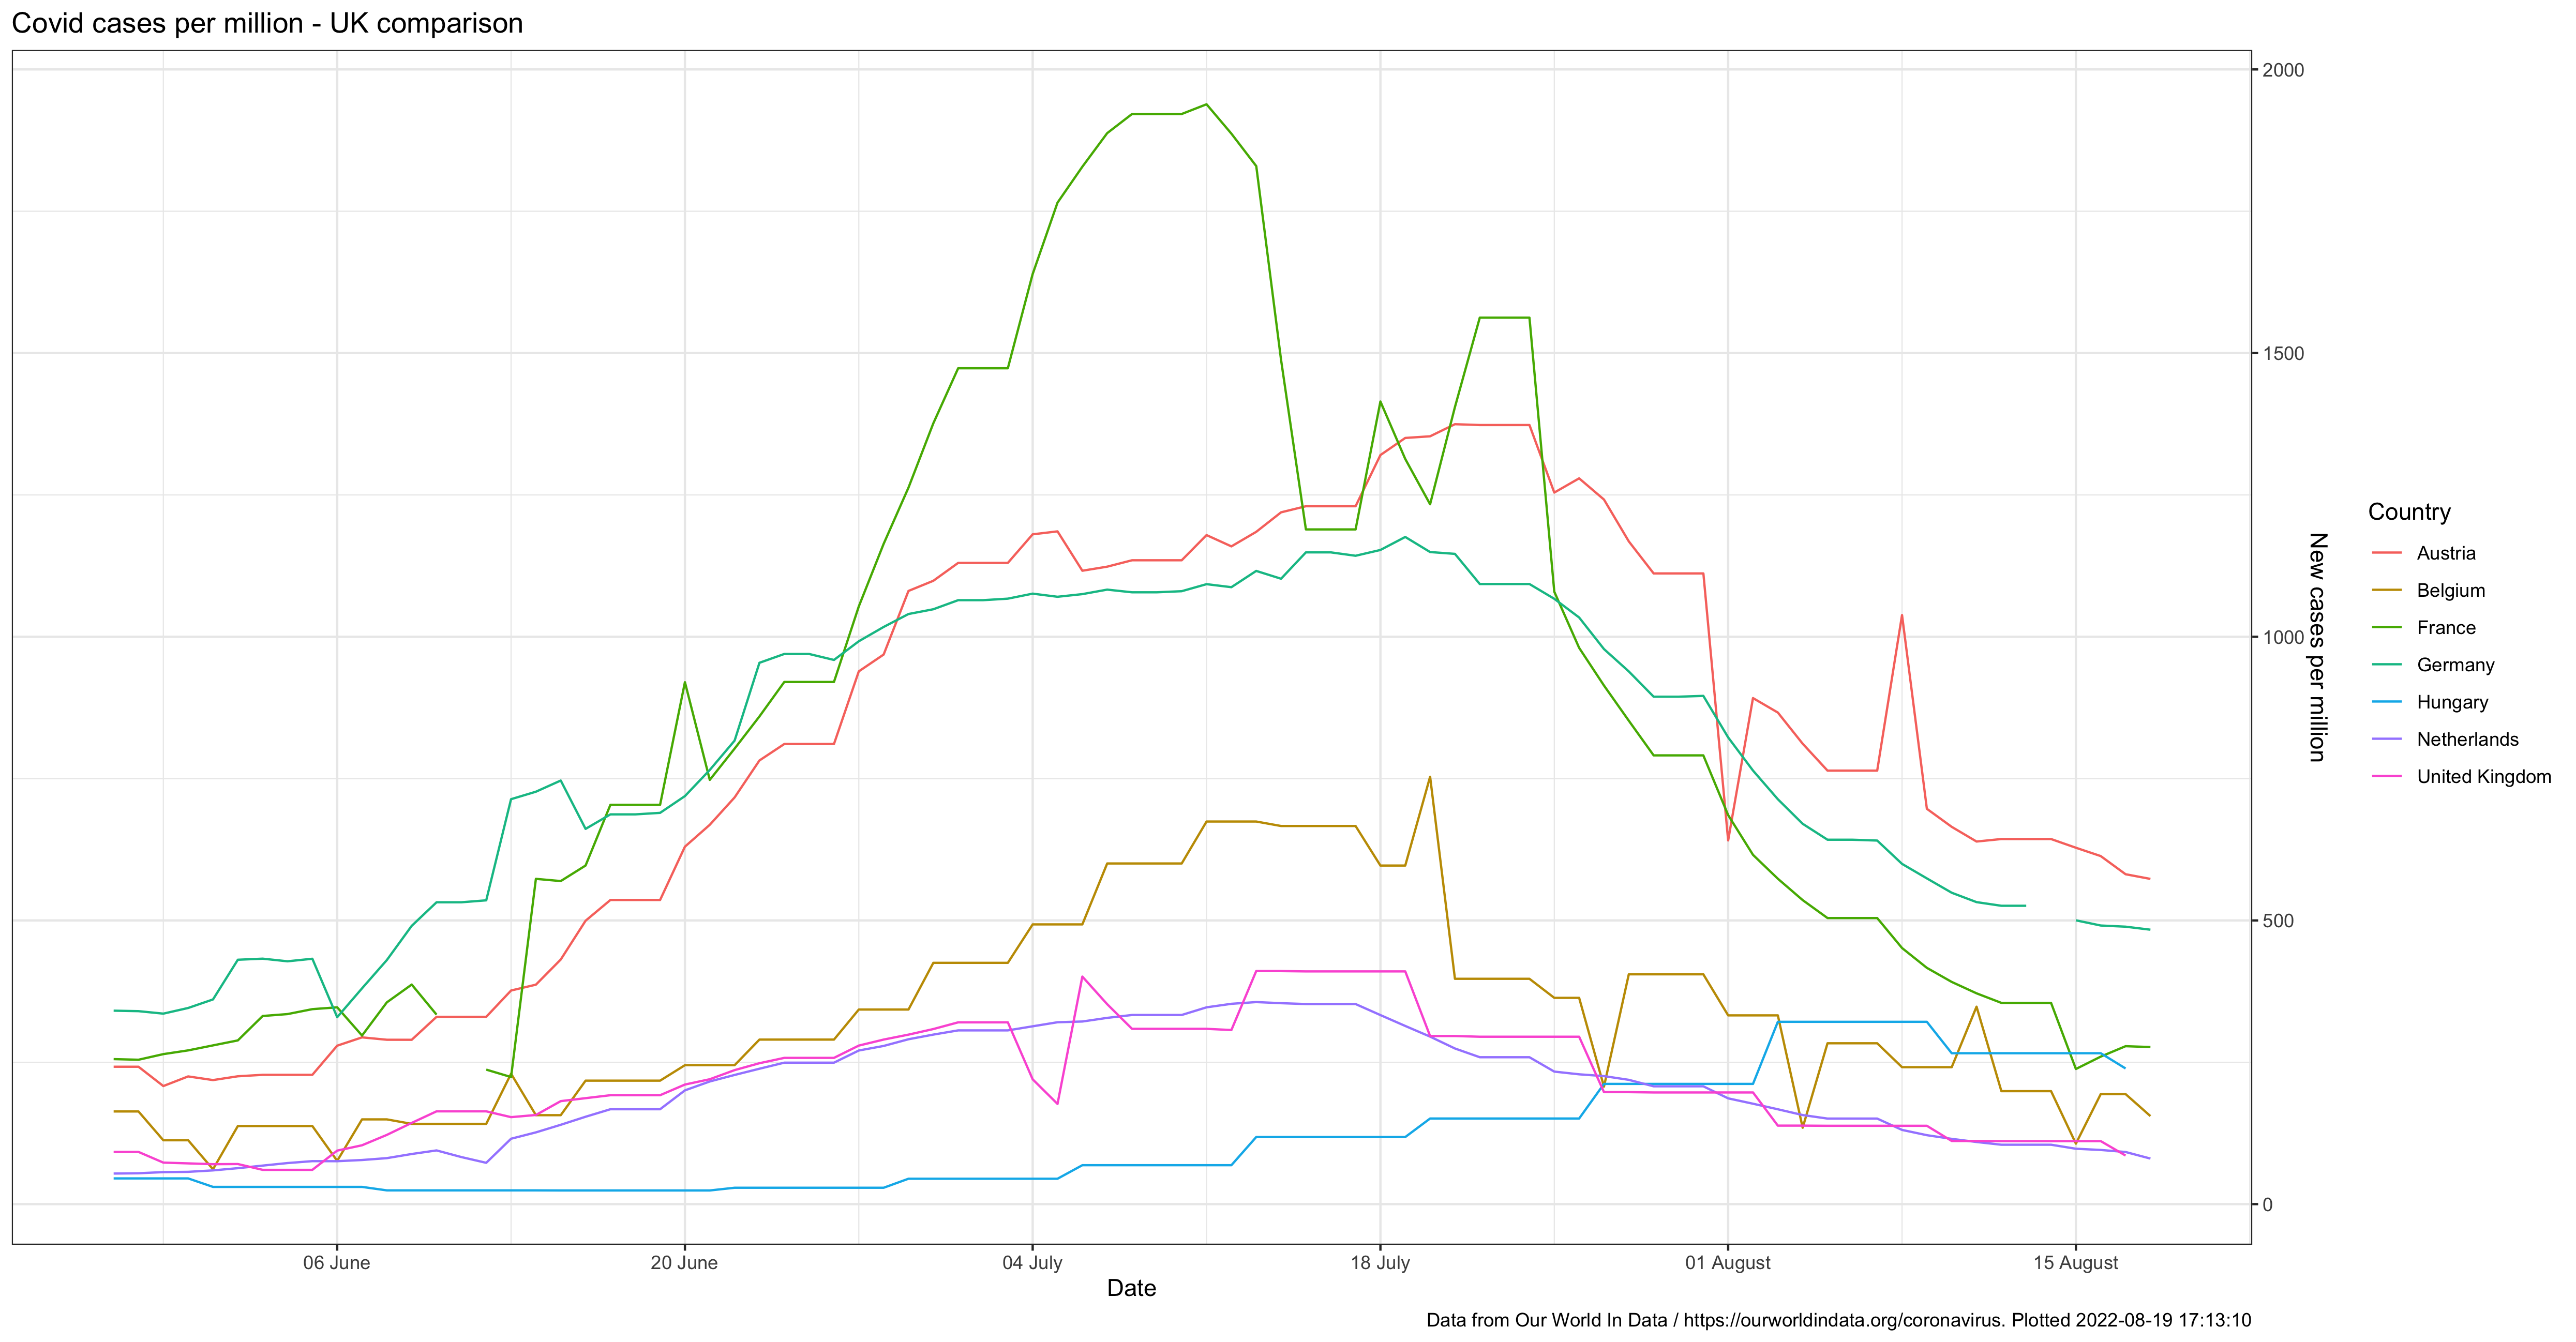 Covid cases per million - UK comparison
2000
1500
1000
500
0
New cases per million
Country
Austria
Belgium
France
Germany
Hungary
Netherlands
United Kingdom
06 June
20 June
04 July
18 July
01 August
15 August
Date
Data from Our World In Data / https://ourworldindata.org/coronavirus. Plotted 2022-08-19 17:13:10